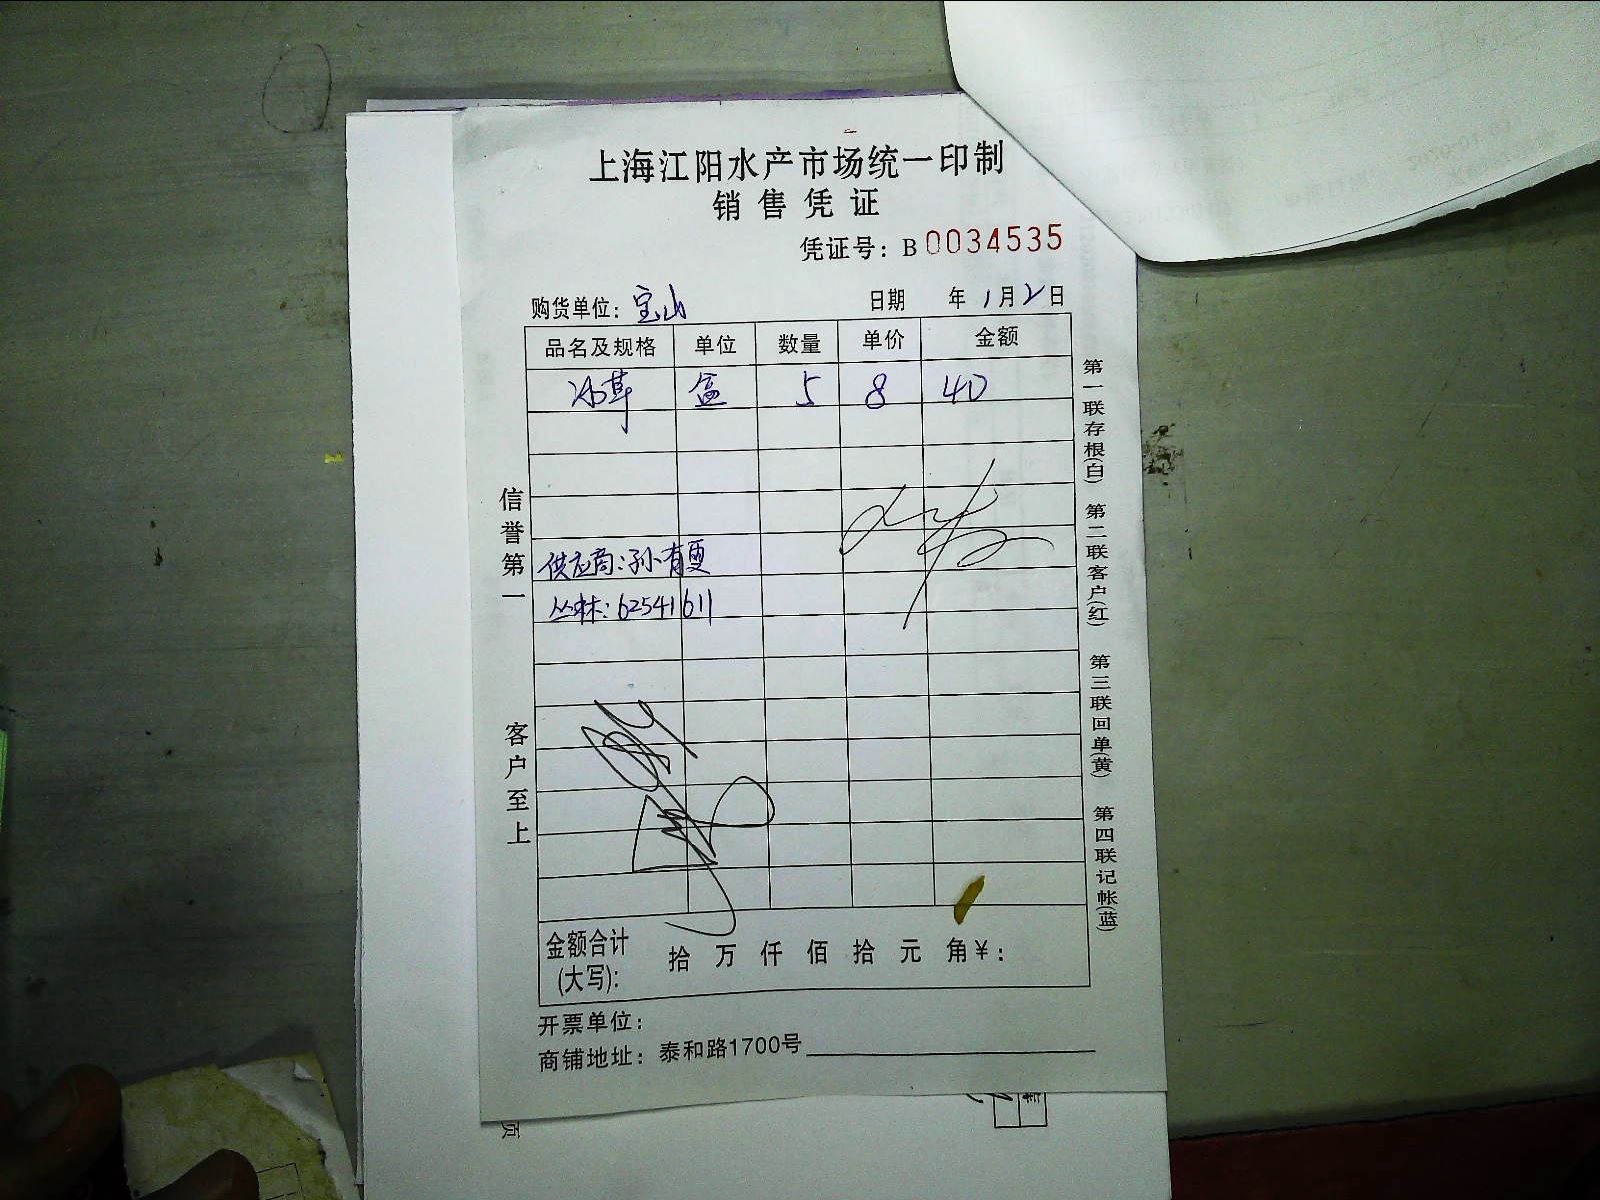 上海江阳水产市场统一印制
销售凭证
凭证号：B 0034535
购货单位：宝山 日期 年 1月2日
品名及规格 单位 数量 单价 金额
盒 5 8 40
供应商：孙有更
丛林：62541611
金额合计(大写)： 拾 万 仟 佰 拾 元 角 ¥：
开票单位：
商铺地址：泰和路1700号
信誉第一
客户至上
第一联存根(白) 第二联客户(红) 第三联回单(黄) 第四联记帐(蓝)
页